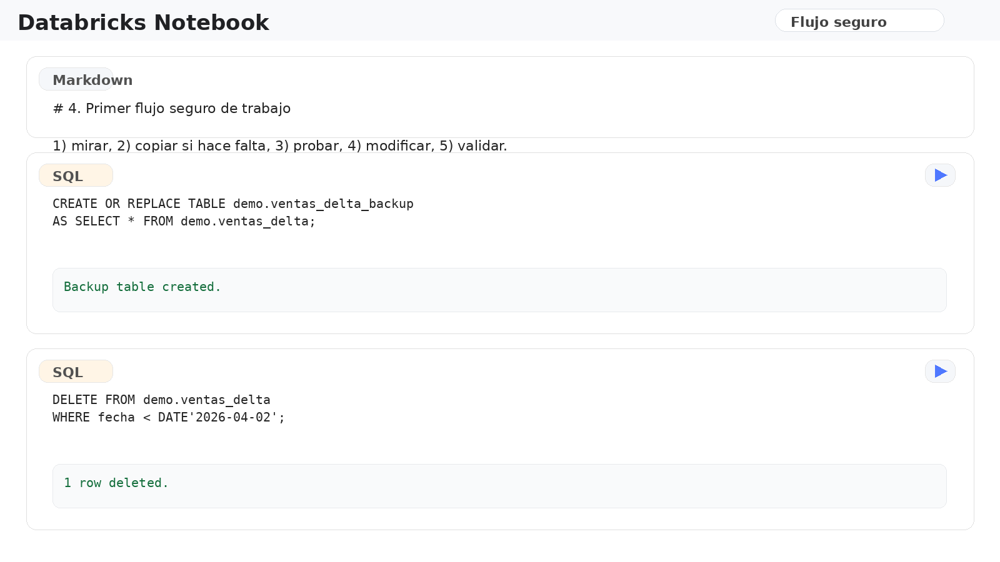 Databricks Notebook
Flujo seguro
Markdown
# 4. Primer flujo seguro de trabajo
1) mirar, 2) copiar si hace falta, 3) probar, 4) modificar, 5) validar.
SQL
CREATE OR REPLACE TABLE demo.ventas_delta_backup
AS SELECT * FROM demo.ventas_delta;
Backup table created.
SQL
DELETE FROM demo.ventas_delta
WHERE fecha < DATE'2026-04-02';
1 row deleted.